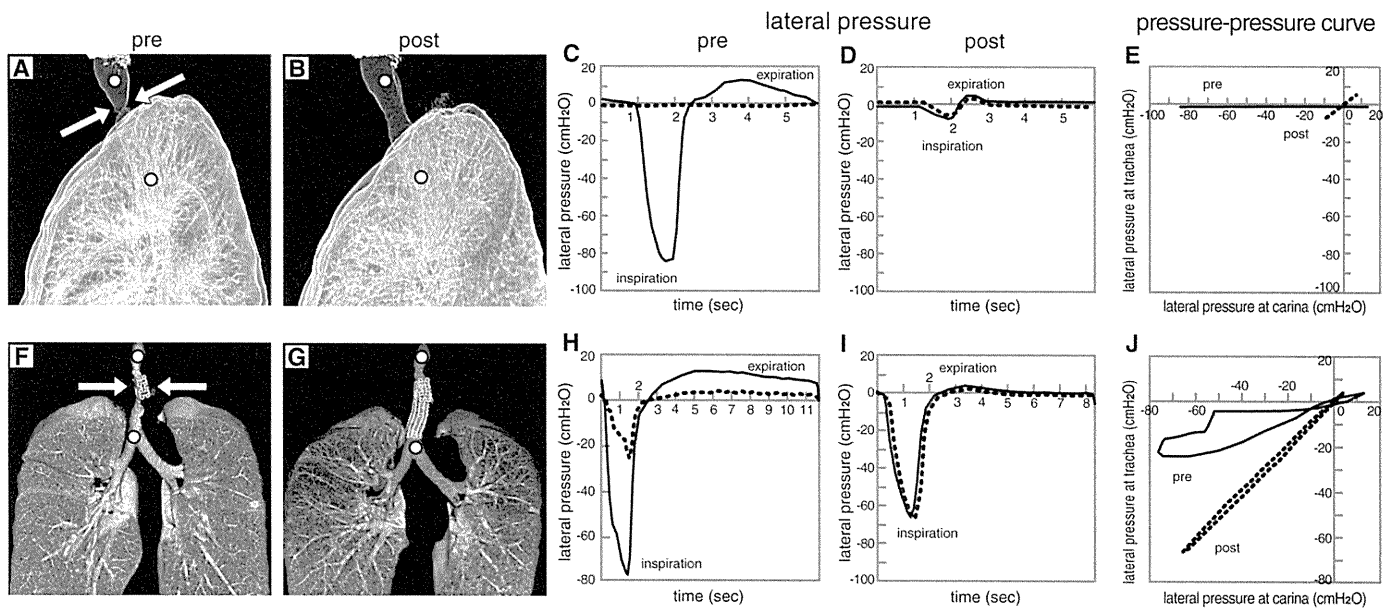 lateral pressure
pressure-pressure curve
pre
post
pre
post
A
B
C
20
0
-20
-40
-60
-80
-100
1
2
3
4
5
expiration
inspiration
lateral pressure (cmH2O)
time (sec)
D
20
0
-20
-40
-60
-80
-100
1
2
3
4
5
expiration
inspiration
lateral pressure (cmH2O)
time (sec)
E
20
0
-20
-40
-60
-80
-100
-100
-80
-60
-40
-20
0
20
pre
post
lateral pressure at trachea (cmH2O)
lateral pressure at carina (cmH2O)
F
G
H
20
0
-20
-40
-60
-80
1
2
3
4
5
6
7
8
9
10
11
expiration
inspiration
lateral pressure (cmH2O)
time (sec)
I
20
0
-20
-40
-60
-80
-100
1
2
3
4
5
6
7
8
expiration
inspiration
lateral pressure (cmH2O)
time (sec)
J
20
0
-20
-40
-60
-80
-80
-60
-40
-20
0
20
pre
post
lateral pressure at trachea (cmH2O)
lateral pressure at carina (cmH2O)